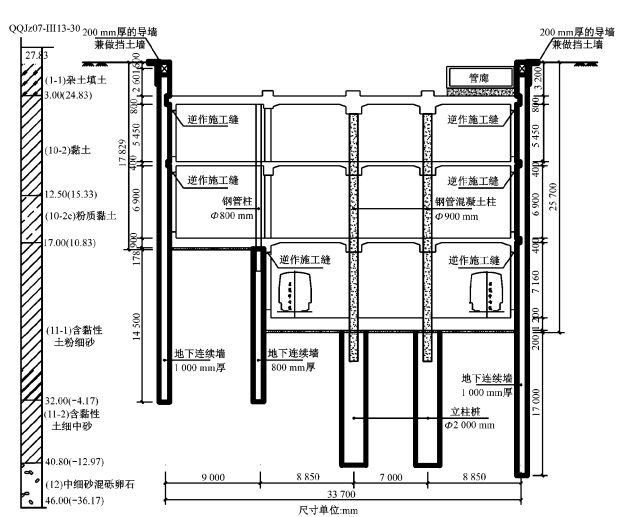 QQJz07-III13-30
27.83
(1-1)杂土填土
3.00(24.83)
(10-2)黏土
12.50(15.33)
(10-2c)粉质黏土
17.00(10.83)
(11-1)含黏性
土粉细砂
32.00(-4.17)
(11-2)含黏性
土细中砂
40.80(-12.97)
(12)中细砂混砾卵石
46.00(-36.17)
200 mm厚的导墙
兼做挡土墙
200 mm厚的导墙
兼做挡土墙
管廊
逆作施工缝
逆作施工缝
逆作施工缝
逆作施工缝
钢管柱
Φ800 mm
钢管混凝土柱
Φ900 mm
逆作施工缝
逆作施工缝
地下连续墙
1 000 mm厚
地下连续墙
800 mm厚
地下连续墙
1 000 mm厚
立柱桩
Φ2 000 mm
17 829
14 500
800
5 450
400
6 900
900
178
3 200
800
5 450
400
6 900
400
7 160
1 200
200
17 000
25 700
9 000
8 850
7 000
8 850
33 700
尺寸单位:mm